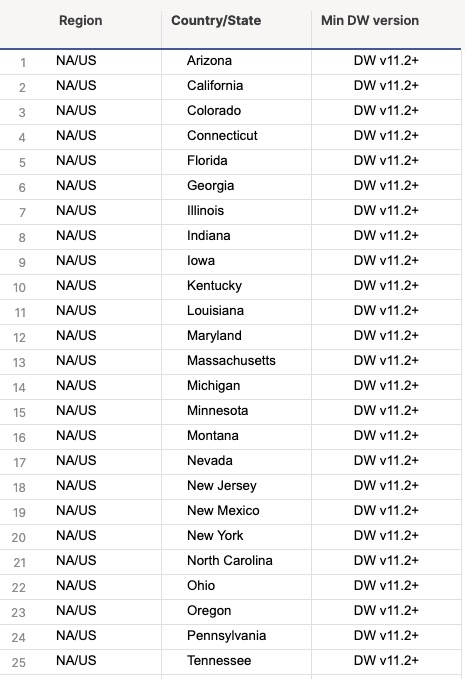 Region Country/State Min DW version
1 NA/US Arizona DW v11.2+
2 NA/US California DW v11.2+
3 NA/US Colorado DW v11.2+
4 NA/US Connecticut DW v11.2+
5 NA/US Florida DW v11.2+
6 NA/US Georgia DW v11.2+
7 NA/US Illinois DW v11.2+
8 NA/US Indiana DW v11.2+
9 NA/US Iowa DW v11.2+
10 NA/US Kentucky DW v11.2+
11 NA/US Louisiana DW v11.2+
12 NA/US Maryland DW v11.2+
13 NA/US Massachusetts DW v11.2+
14 NA/US Michigan DW v11.2+
15 NA/US Minnesota DW v11.2+
16 NA/US Montana DW v11.2+
17 NA/US Nevada DW v11.2+
18 NA/US New Jersey DW v11.2+
19 NA/US New Mexico DW v11.2+
20 NA/US New York DW v11.2+
21 NA/US North Carolina DW v11.2+
22 NA/US Ohio DW v11.2+
23 NA/US Oregon DW v11.2+
24 NA/US Pennsylvania DW v11.2+
25 NA/US Tennessee DW v11.2+